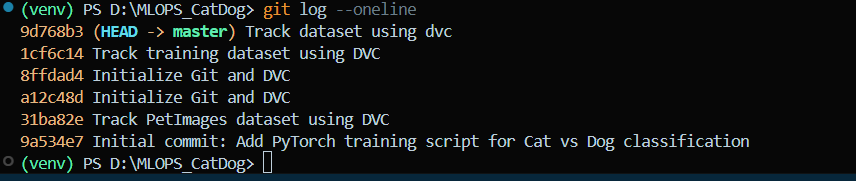 (venv) PS D:\MLOPS_CatDog> git log --oneline
9d768b3 (HEAD -> master) Track dataset using dvc
1cf6c14 Track training dataset using DVC
8ffdad4 Initialize Git and DVC
a12c48d Initialize Git and DVC
31ba82e Track PetImages dataset using DVC
9a534e7 Initial commit: Add PyTorch training script for Cat vs Dog classification
(venv) PS D:\MLOPS_CatDog>